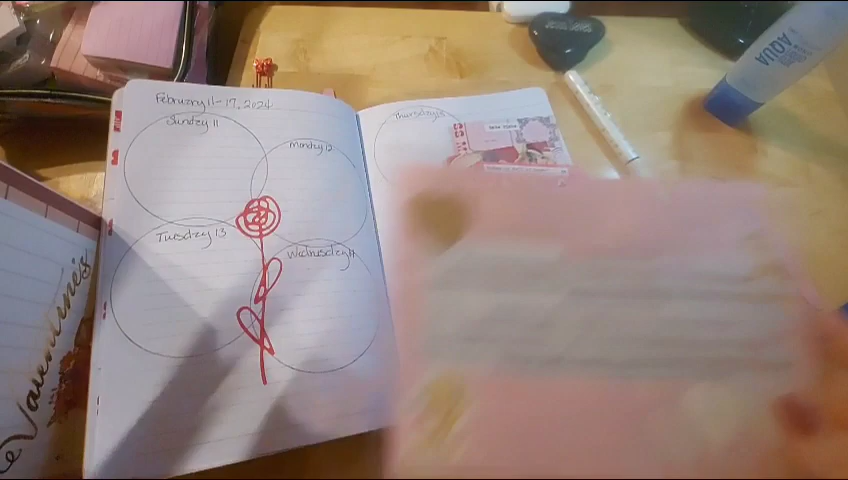 February 11-17, 2024
Sunday 11
Monday 12
Thursday 15
Tuesday 13
Wednesday 14
Valentine's
AQUA